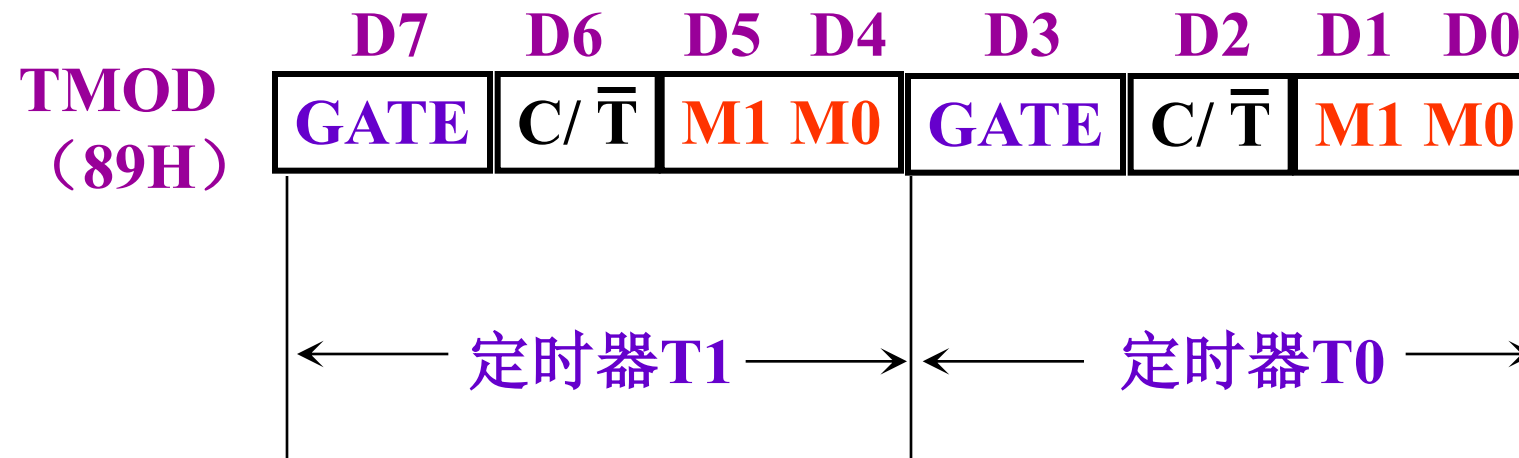 D7 D6 D5 D4 D3 D2 D1 D0
TMOD
(89H)
GATE C/T̅ M1 M0 GATE C/T̅ M1 M0
定时器T1 定时器T0